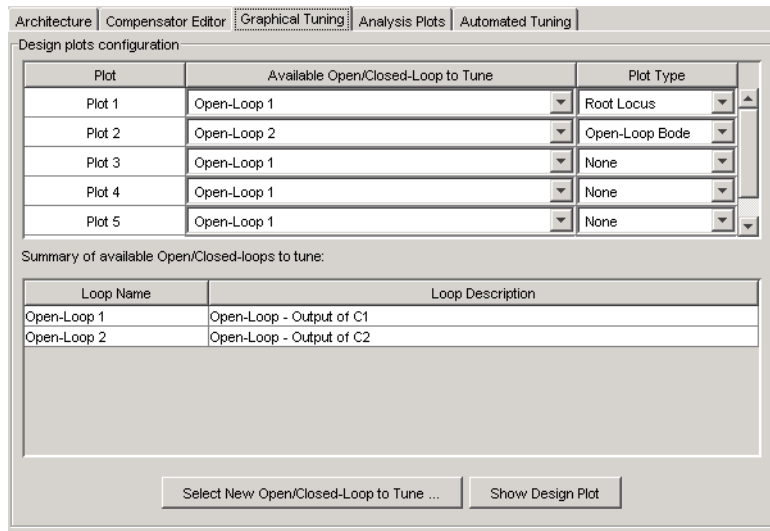 Architecture Compensator Editor Graphical Tuning Analysis Plots Automated Tuning
Design plots configuration
Plot Available Open/Closed-Loop to Tune Plot Type
Plot 1 Open-Loop 1 Root Locus
Plot 2 Open-Loop 2 Open-Loop Bode
Plot 3 Open-Loop 1 None
Plot 4 Open-Loop 1 None
Plot 5 Open-Loop 1 None
Summary of available Open/Closed-loops to tune:
Loop Name Loop Description
Open-Loop 1 Open-Loop - Output of C1
Open-Loop 2 Open-Loop - Output of C2
Select New Open/Closed-Loop to Tune ... Show Design Plot